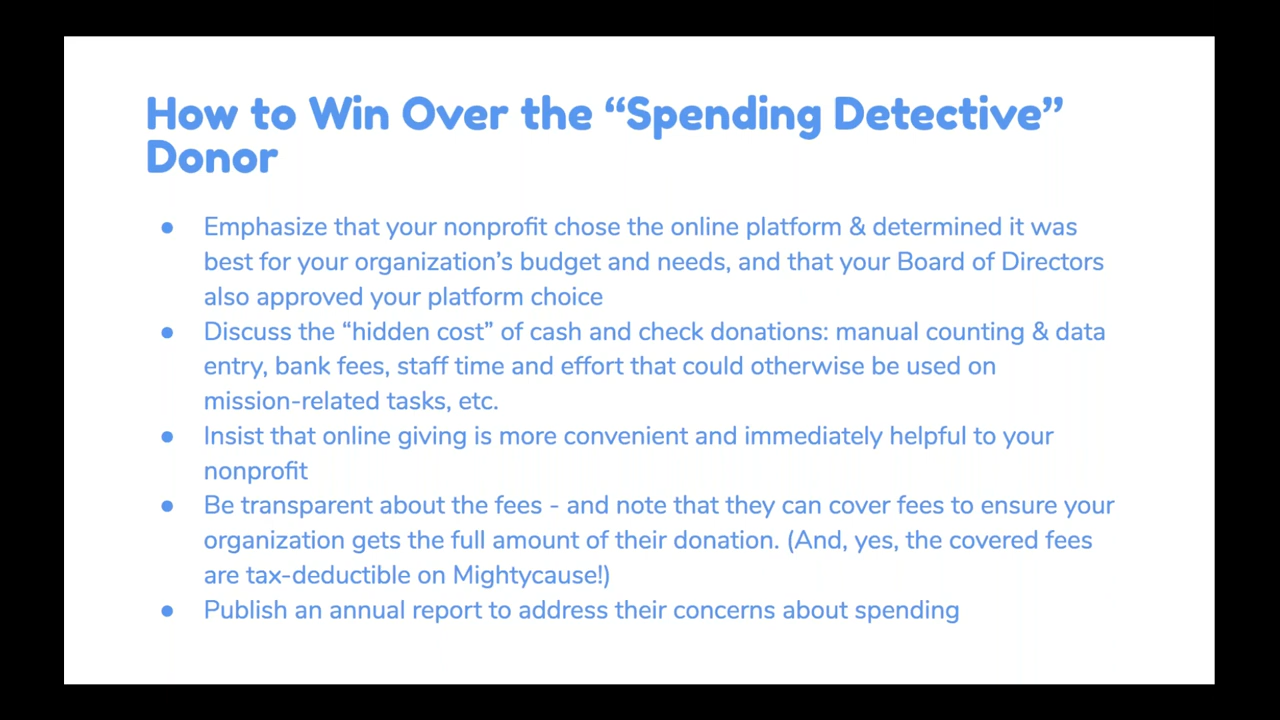 How to Win Over the “Spending Detective”
Donor
● Emphasize that your nonprofit chose the online platform & determined it was
best for your organization’s budget and needs, and that your Board of Directors
also approved your platform choice
● Discuss the “hidden cost” of cash and check donations: manual counting & data
entry, bank fees, staff time and effort that could otherwise be used on
mission-related tasks, etc.
● Insist that online giving is more convenient and immediately helpful to your
nonprofit
● Be transparent about the fees - and note that they can cover fees to ensure your
organization gets the full amount of their donation. (And, yes, the covered fees
are tax-deductible on Mightycause!)
● Publish an annual report to address their concerns about spending